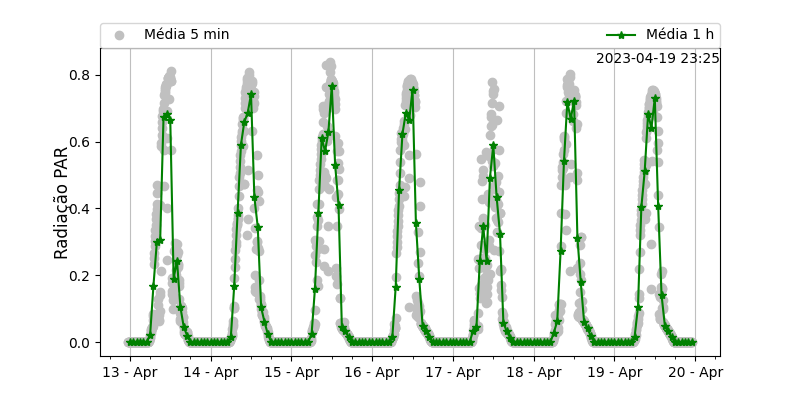 Média 5 min
Média 1 h
2023-04-19 23:25
Radiação PAR
0.8
0.6
0.4
0.2
0.0
13 - Apr
14 - Apr
15 - Apr
16 - Apr
17 - Apr
18 - Apr
19 - Apr
20 - Apr